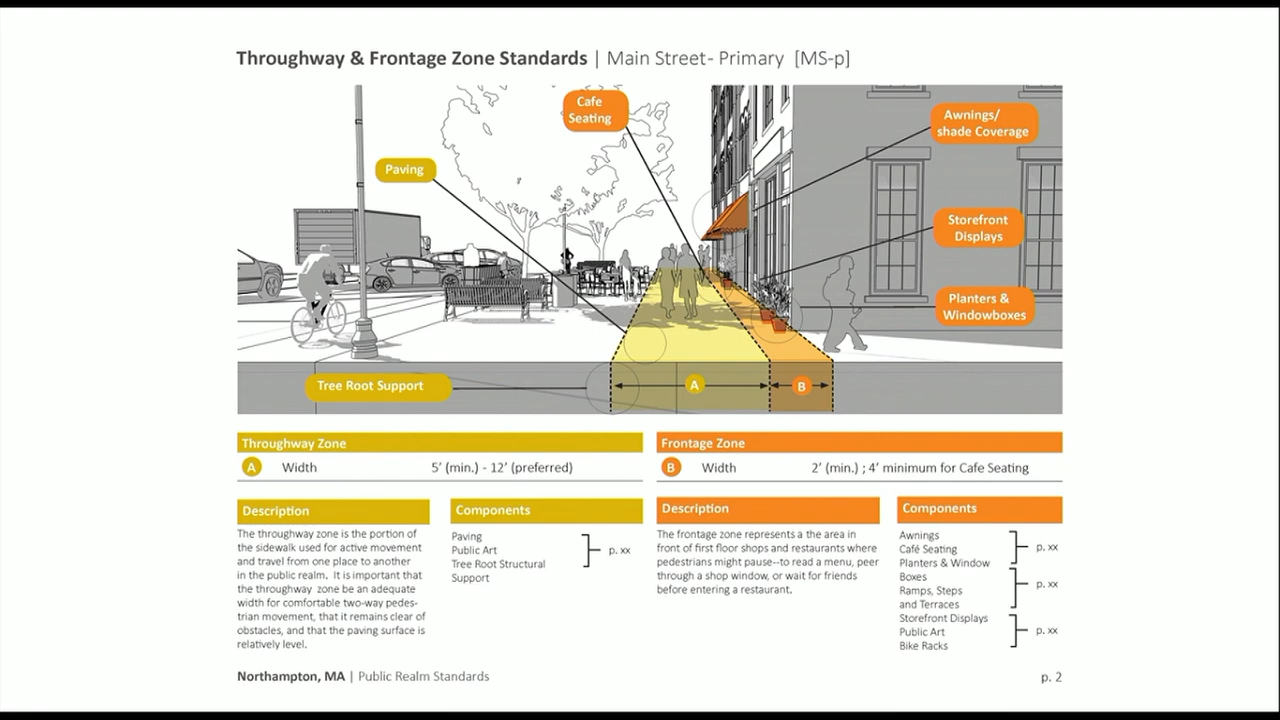 Throughway & Frontage Zone Standards | Main Street - Primary [MS-p]
Cafe
Seating
Awnings/
shade Coverage
Paving
Storefront
Displays
Planters &
Windowboxes
Tree Root Support
A
B
Throughway Zone
A Width 5' (min.) - 12' (preferred)
Frontage Zone
B Width 2' (min.) ; 4' minimum for Cafe Seating
Description
The throughway zone is the portion of
the sidewalk used for active movement
and travel from one place to another
in the public realm. It is important that
the throughway zone be an adequate
width for comfortable two-way pedes-
trian movement, that it remains clear of
obstacles, and that the paving surface is
relatively level.
Components
Paving
Public Art
Tree Root Structural
Support
p. xx
Description
The frontage zone represents a the area in
front of first floor shops and restaurants where
pedestrians might pause--to read a menu, peer
through a shop window, or wait for friends
before entering a restaurant.
Components
Awnings
Café Seating
Planters & Window
Boxes
Ramps, Steps
and Terraces
Storefront Displays
Public Art
Bike Racks
p. xx
p. xx
p. xx
Northampton, MA | Public Realm Standards
p. 2